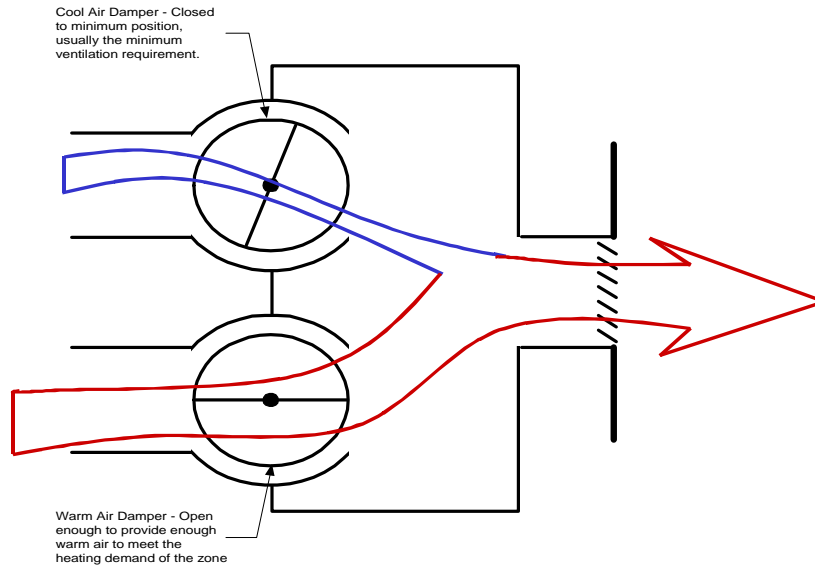 Cool Air Damper - Closed
to minimum position,
usually the minimum
ventilation requirement.
Warm Air Damper - Open
enough to provide enough
warm air to meet the
heating demand of the zone